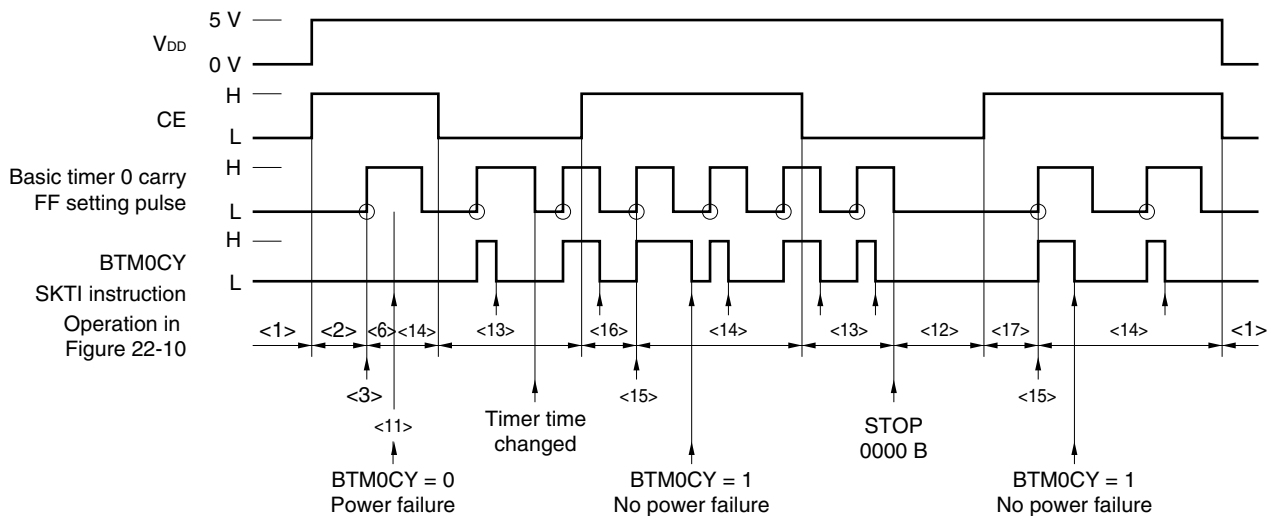 5 V
VDD
0 V
H
CE
L
H
Basic timer 0 carry
FF setting pulse
L
H
BTM0CY
L
SKTI instruction
Operation in
Figure 22-10
<1> <2> <6> <14> <13> <16> <14> <13> <12> <17> <14> <1>
<3> <15> <15>
<11>
Timer time
changed
STOP
0000 B
BTM0CY = 0
Power failure
BTM0CY = 1
No power failure
BTM0CY = 1
No power failure